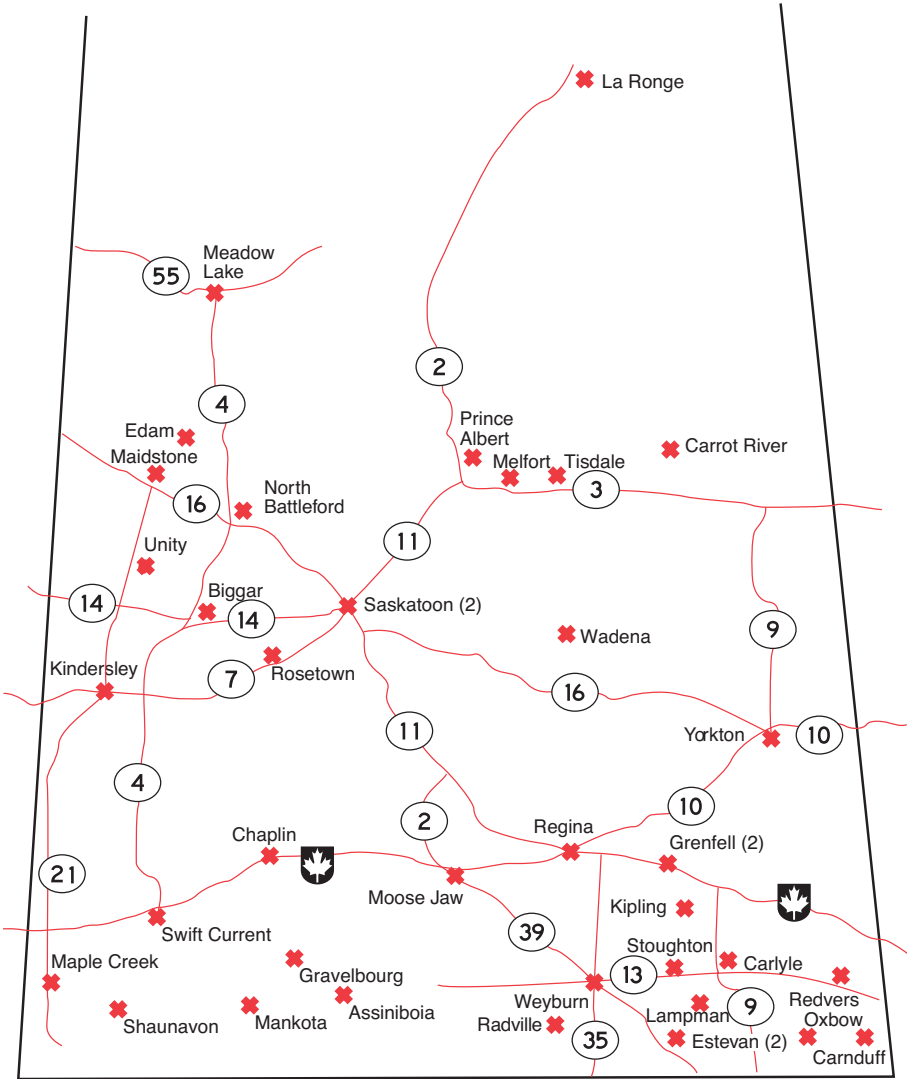 La Ronge
Meadow
Lake
55
2
4
Edam
Maidstone
Prince
Albert
Melfort
Tisdale
Carrot River
3
16
North
Battleford
11
Unity
14
Biggar
14
Saskatoon (2)
Wadena
9
Kindersley
7
Rosetown
16
11
Yorkton
10
4
2
10
Chaplin
Regina
Grenfell (2)
21
Moose Jaw
Kipling
Swift Current
39
Stoughton
Carlyle
Maple Creek
Gravelbourg
13
Redvers
Shaunavon
Mankota
Assiniboia
Weyburn
Radville
Lampman
9
Oxbow
35
Estevan (2)
Carnduff